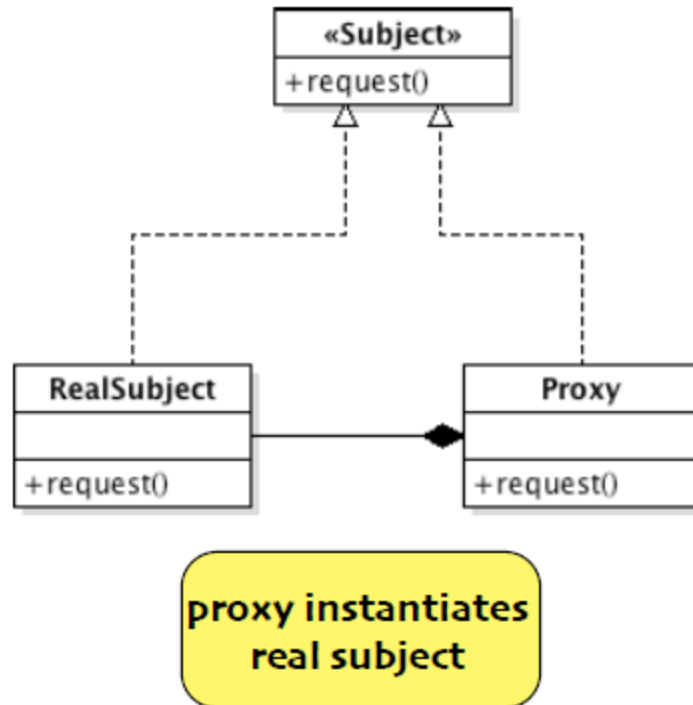 «Subject»
+request()
RealSubject
Proxy
+request()
+request()
proxy instantiates
real subject